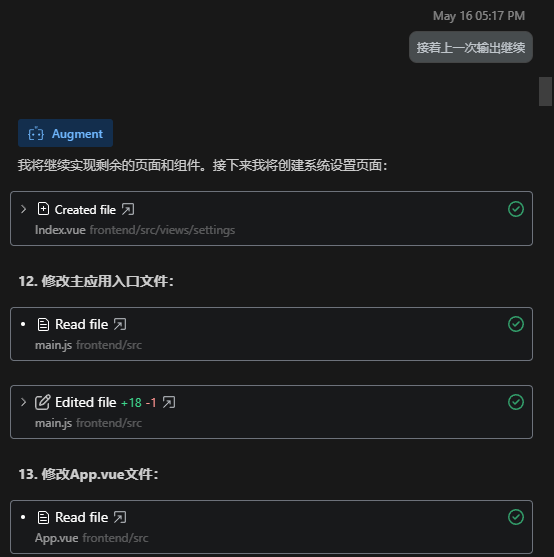 May 16 05:17 PM
接着上一次输出继续
Augment
我将继续实现剩余的页面和组件。接下来我将创建系统设置页面：
Created file
Index.vue frontend/src/views/settings
12. 修改主应用入口文件：
Read file
main.js frontend/src
Edited file +18 -1
main.js frontend/src
13. 修改App.vue文件：
Read file
App.vue frontend/src